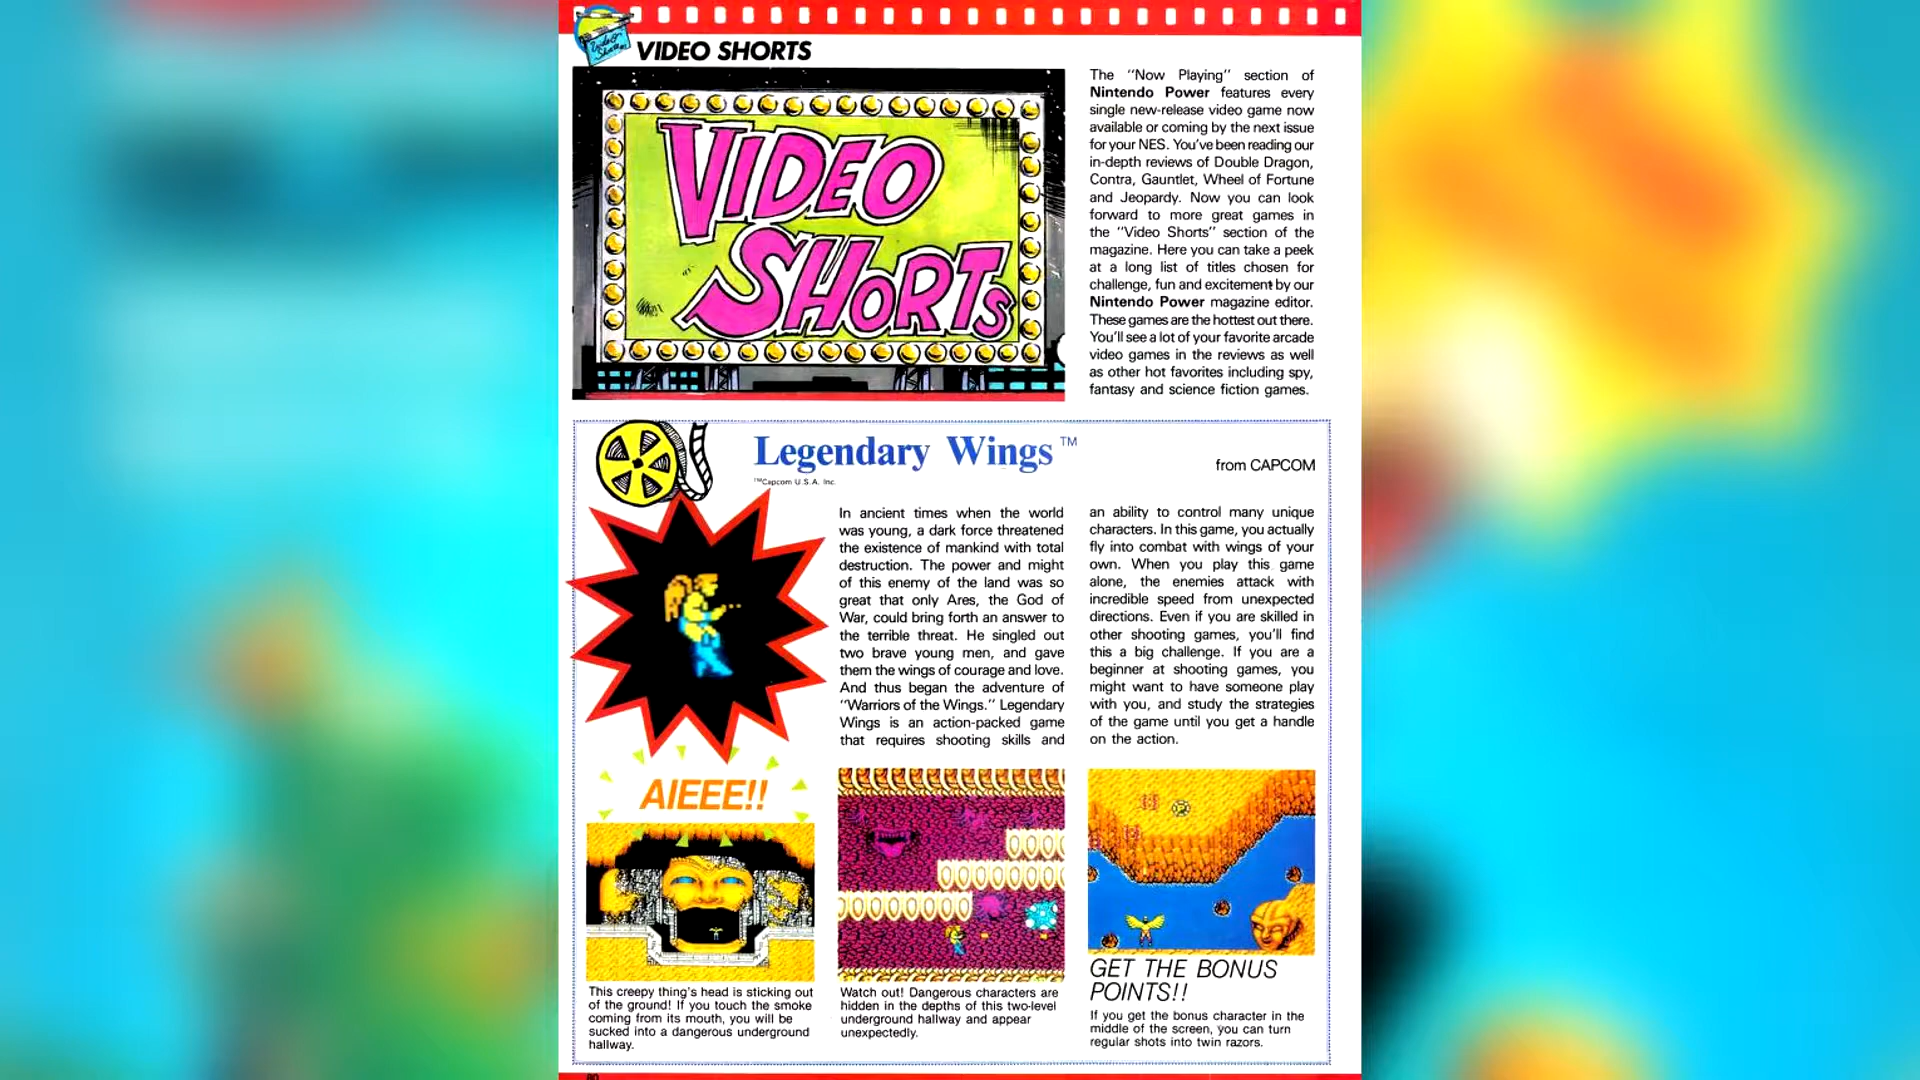 Video Shorts
VIDEO SHORTS
VIDEO
SHORTS
The "Now Playing" section of
Nintendo Power features every
single new-release video game now
available or coming by the next issue
for your NES. You've been reading our
in-depth reviews of Double Dragon,
Contra, Gauntlet, Wheel of Fortune
and Jeopardy. Now you can look
forward to more great games in
the "Video Shorts" section of the
magazine. Here you can take a peek
at a long list of titles chosen for
challenge, fun and excitement by our
Nintendo Power magazine editor.
These games are the hottest out there.
You'll see a lot of your favorite arcade
video games in the reviews as well
as other hot favorites including spy,
fantasy and science fiction games.
Legendary Wings™
™Capcom U.S.A. Inc.
from CAPCOM
In ancient times when the world
was young, a dark force threatened
the existence of mankind with total
destruction. The power and might
of this enemy of the land was so
great that only Ares, the God of
War, could bring forth an answer to
the terrible threat. He singled out
two brave young men, and gave
them the wings of courage and love.
And thus began the adventure of
"Warriors of the Wings." Legendary
Wings is an action-packed game
that requires shooting skills and
an ability to control many unique
characters. In this game, you actually
fly into combat with wings of your
own. When you play this game
alone, the enemies attack with
incredible speed from unexpected
directions. Even if you are skilled in
other shooting games, you'll find
this a big challenge. If you are a
beginner at shooting games, you
might want to have someone play
with you, and study the strategies
of the game until you get a handle
on the action.
AIEEE!!
This creepy thing's head is sticking out
of the ground! If you touch the smoke
coming from its mouth, you will be
sucked into a dangerous underground
hallway.
Watch out! Dangerous characters are
hidden in the depths of this two-level
underground hallway and appear
unexpectedly.
GET THE BONUS
POINTS!!
If you get the bonus character in the
middle of the screen, you can turn
regular shots into twin razors.